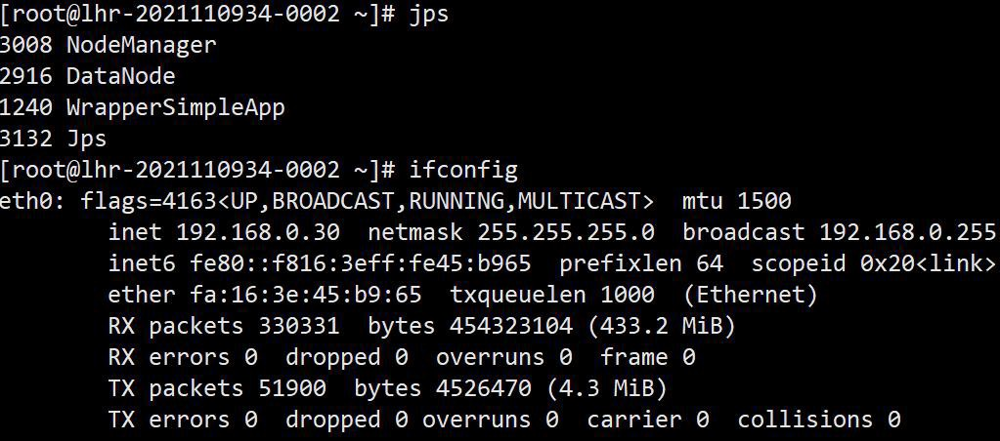 [root@lhr-2021110934-0002 ~]# jps
3008 NodeManager
2916 DataNode
1240 WrapperSimpleApp
3132 Jps
[root@lhr-2021110934-0002 ~]# ifconfig
eth0: flags=4163<UP,BROADCAST,RUNNING,MULTICAST>  mtu 1500
        inet 192.168.0.30  netmask 255.255.255.0  broadcast 192.168.0.255
        inet6 fe80::f816:3eff:fe45:b965  prefixlen 64  scopeid 0x20<link>
        ether fa:16:3e:45:b9:65  txqueuelen 1000  (Ethernet)
        RX packets 330331  bytes 454323104 (433.2 MiB)
        RX errors 0  dropped 0  overruns 0  frame 0
        TX packets 51900  bytes 4526470 (4.3 MiB)
        TX errors 0  dropped 0 overruns 0  carrier 0  collisions 0